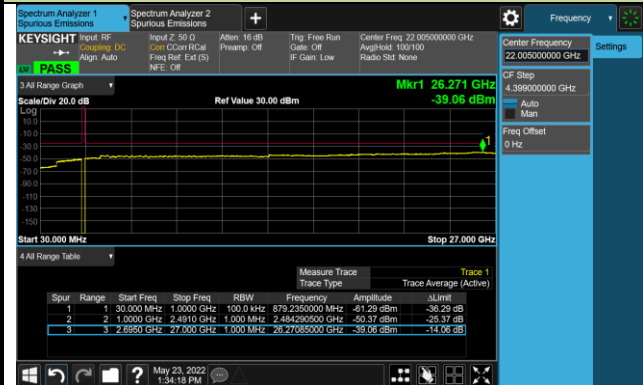 Spectrum Analyzer 1
Spurious Emissions
Spectrum Analyzer 2
Spurious Emissions
+
Frequency
KEYSIGHT
Input: RF
Coupling: DC
Align: Auto
Input Z: 50 Ω
Corr CCorr RCal
Freq Ref: Ext (S)
NFE: Off
Atten: 16 dB
Preamp: Off
Trig: Free Run
Gate: Off
IF Gain: Low
Center Freq: 22.005000000 GHz
Avg|Hold: 100/100
Radio Std: None
PASS
Center Frequency
22.005000000 GHz
Settings
CF Step
4.399000000 GHz
Auto
Man
Freq Offset
0 Hz
3 All Range Graph
Mkr1 26.271 GHz
Scale/Div 20.0 dB
Ref Value 30.00 dBm
-39.06 dBm
Log
10.0
-10.0
-30.0
-50.0
-70.0
-90.0
-110
-130
-150
1
Start 30.000 MHz
Stop 27.000 GHz
4 All Range Table
Measure Trace Trace 1
Trace Type Trace Average (Active)
Spur Range Start Freq Stop Freq RBW Frequency Amplitude ΔLimit
1 1 30.000 MHz 1.0000 GHz 100.0 kHz 879.2350000 MHz -61.29 dBm -36.29 dB
2 2 1.0000 GHz 2.4910 GHz 1.000 MHz 2.484290500 GHz -50.37 dBm -25.37 dB
3 3 2.6950 GHz 27.000 GHz 1.000 MHz 26.27085000 GHz -39.06 dBm -14.06 dB
?
May 23, 2022
1:34:18 PM